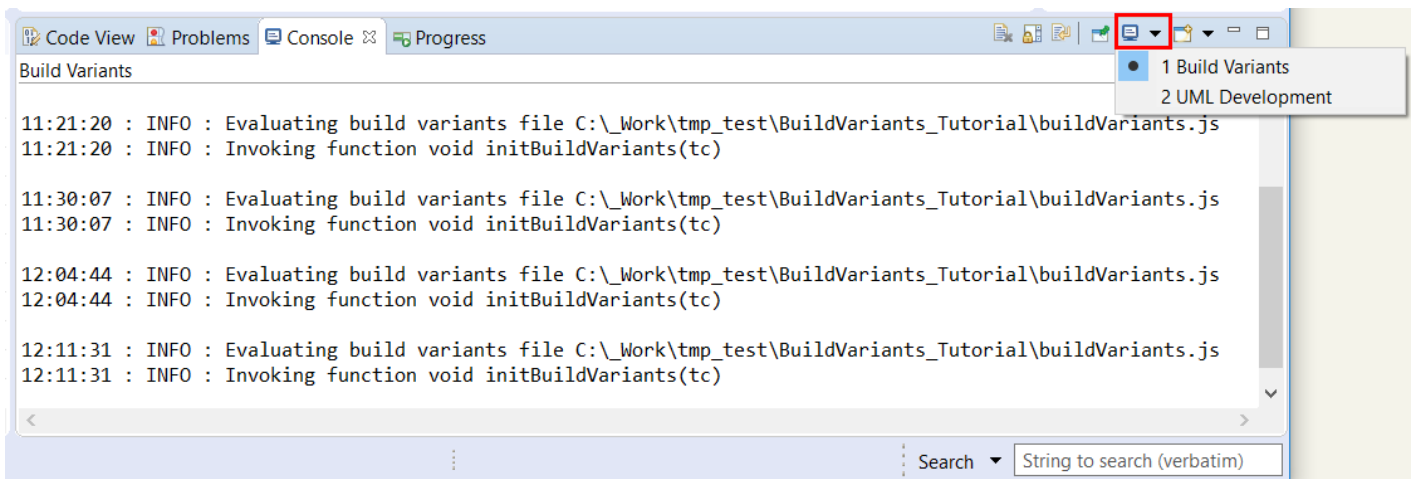 Code View Problems Console Progress
Build Variants
1 Build Variants
2 UML Development
11:21:20 : INFO : Evaluating build variants file C:\_Work\tmp_test\BuildVariants_Tutorial\buildVariants.js
11:21:20 : INFO : Invoking function void initBuildVariants(tc)
11:30:07 : INFO : Evaluating build variants file C:\_Work\tmp_test\BuildVariants_Tutorial\buildVariants.js
11:30:07 : INFO : Invoking function void initBuildVariants(tc)
12:04:44 : INFO : Evaluating build variants file C:\_Work\tmp_test\BuildVariants_Tutorial\buildVariants.js
12:04:44 : INFO : Invoking function void initBuildVariants(tc)
12:11:31 : INFO : Evaluating build variants file C:\_Work\tmp_test\BuildVariants_Tutorial\buildVariants.js
12:11:31 : INFO : Invoking function void initBuildVariants(tc)
Search String to search (verbatim)